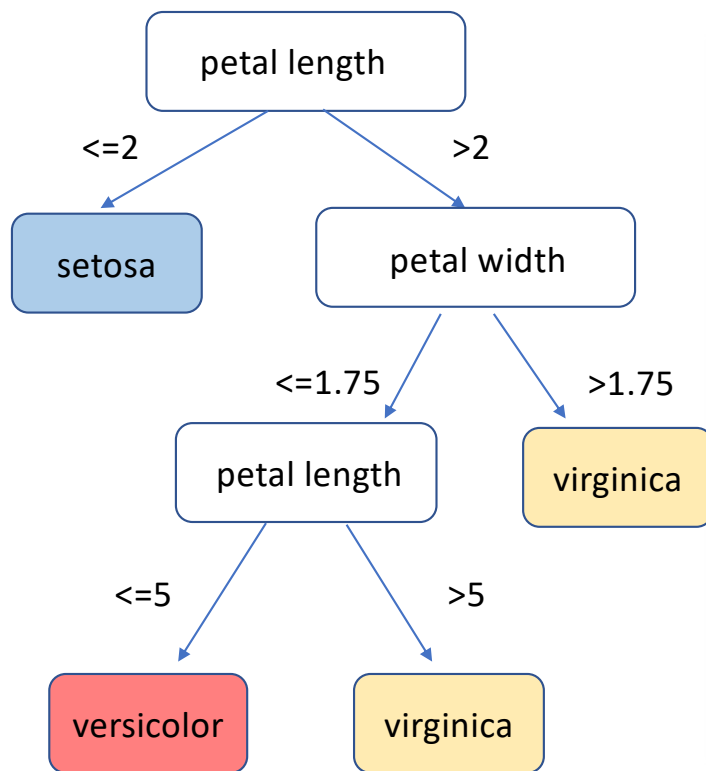 petal length
<=2
>2
setosa
petal width
<=1.75
>1.75
petal length
virginica
<=5
>5
versicolor
virginica